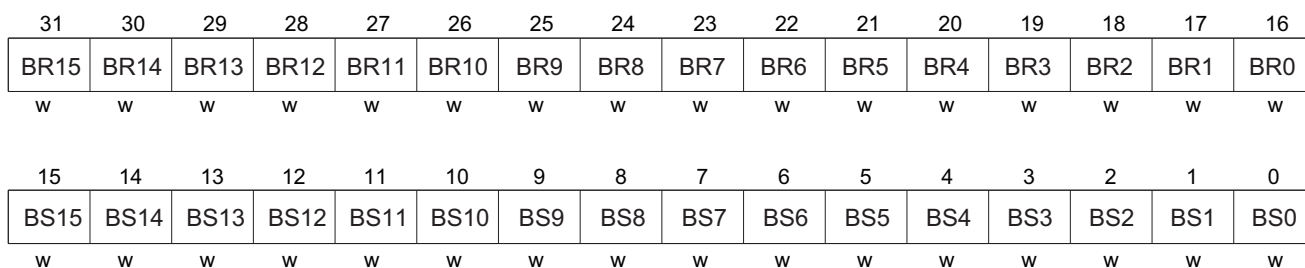 31 30 29 28 27 26 25 24 23 22 21 20 19 18 17 16
BR15 BR14 BR13 BR12 BR11 BR10 BR9 BR8 BR7 BR6 BR5 BR4 BR3 BR2 BR1 BR0
w w w w w w w w w w w w w w w w
15 14 13 12 11 10 9 8 7 6 5 4 3 2 1 0
BS15 BS14 BS13 BS12 BS11 BS10 BS9 BS8 BS7 BS6 BS5 BS4 BS3 BS2 BS1 BS0
w w w w w w w w w w w w w w w w